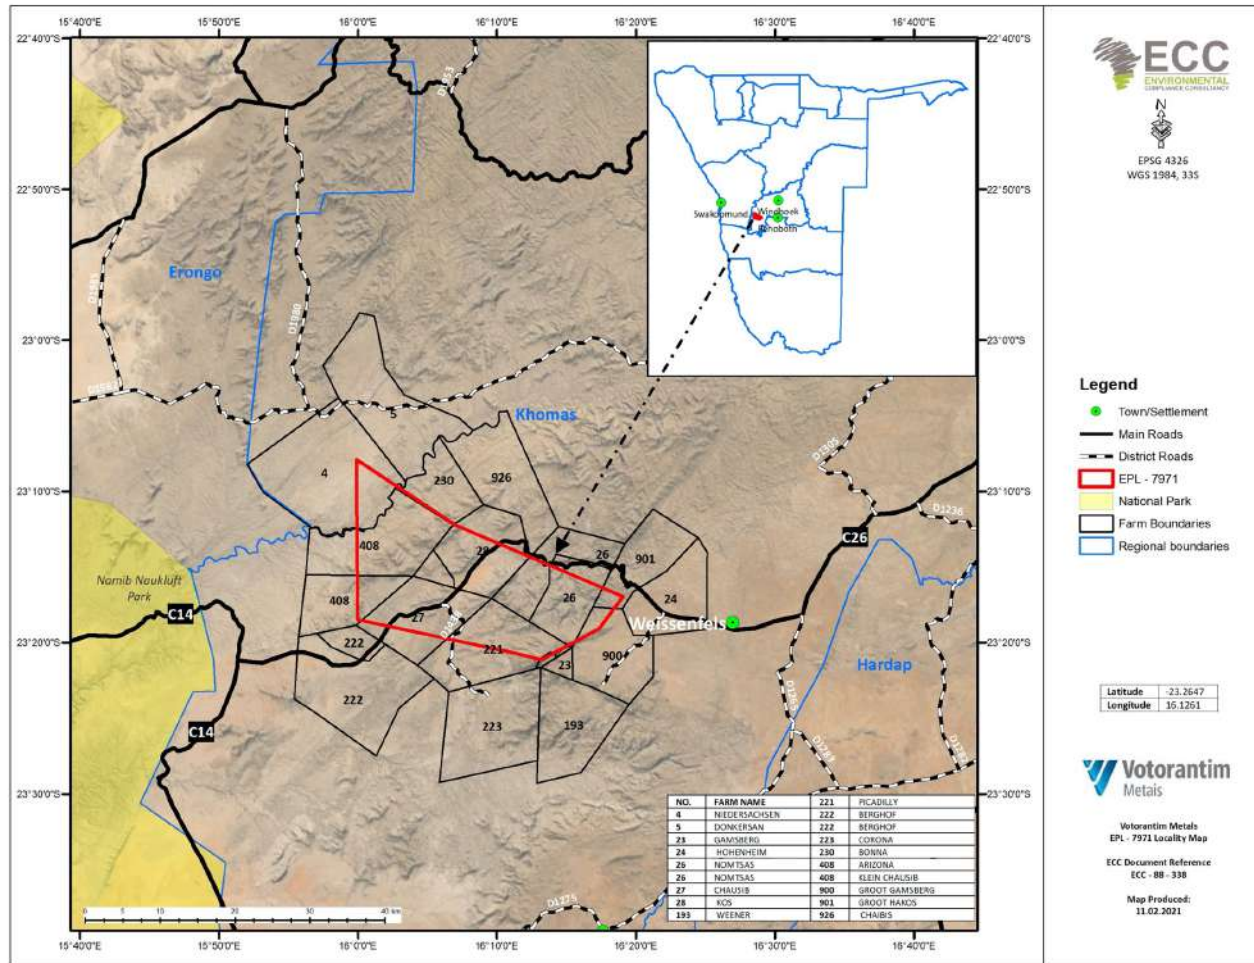 15°40'0"E 15°50'0"E 16°0'0"E 16°10'0"E 16°20'0"E 16°30'0"E 16°40'0"E
22°40'0"S 22°40'0"S
22°50'0"S 22°50'0"S
23°0'0"S 23°0'0"S
23°10'0"S 23°10'0"S
23°20'0"S 23°20'0"S
23°30'0"S 23°30'0"S
D1953
Swakopmund
Windhoek
Rehoboth
Erongo
D1980
Khomas
5
4
230
926
D1305
D1236
C26
408
28
26
901
Namib Naukluft
Park
408
26
24
C14
27
D1438
Weissenfels
222
221
900
23
Hardap
222
D1265
C14
223
193
D1275
0 5 10 20 30 40 km
NO. FARM NAME 221 PICADILLY
4 NIEDERSACHSEN 222 BERGHOF
5 DONKERSAN 222 BERGHOF
23 GAMSBERG 223 CORONA
24 HOHENHEIM 230 BONNA
26 NOMTSAS 408 ARIZONA
26 NOMTSAS 408 KLEIN CHAUSIB
27 CHAUSIB 900 GROOT GAMSBERG
28 KOS 901 GROOT HAKOS
193 WEENER 926 CHAIBIS
15°40'0"E 15°50'0"E 16°0'0"E 16°10'0"E 16°20'0"E 16°30'0"E 16°40'0"E
ECC
ENVIRONMENTAL
COMPLIANCE CONSULTANCY
N
EPSG 4326
WGS 1984, 33S
Legend
Town/Settlement
Main Roads
District Roads
EPL - 7971
National Park
Farm Boundaries
Regional boundaries
Latitude -23.2647
Longitude 16.1261
Votorantim
Metais
Votorantim Metals
EPL - 7971 Locality Map
ECC Document Reference
ECC - 88 - 338
Map Produced:
11.02.2021